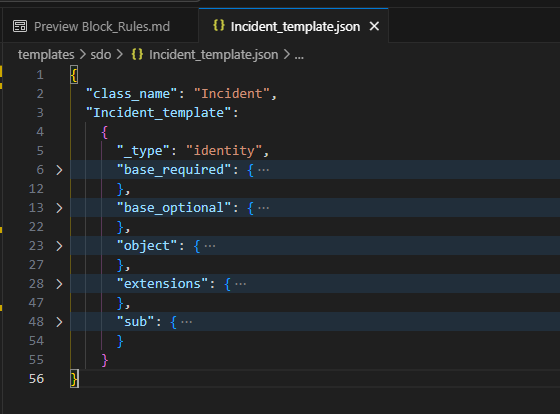 Preview Block_Rules.md
{} Incident_template.json ×
templates > sdo > {} Incident_template.json > ...
1 {
2 "class_name": "Incident",
3 "Incident_template":
4 {
5 "_type": "identity",
6 > "base_required": { ...
12 },
13 > "base_optional": { ...
22 },
23 > "object": { ...
27 },
28 > "extensions": { ...
47 },
48 > "sub": { ...
54 }
55 }
56 }